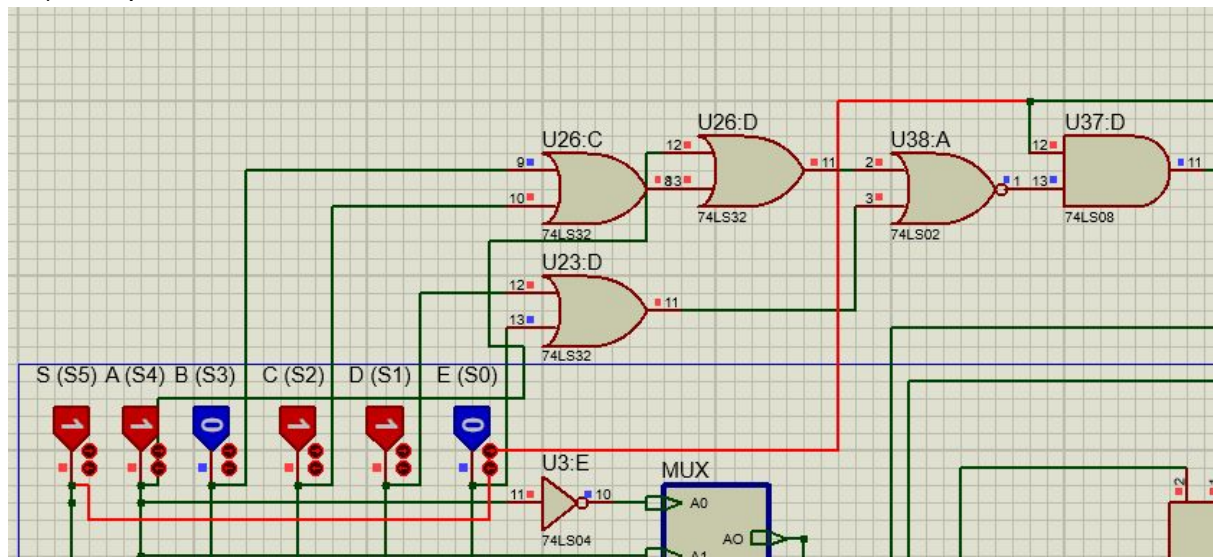 U26:D
U37:D
U26:C
U38:A
12
12
9
11
2
11
8 3
1
13
10
74LS32
74LS08
3
74LS32
74LS02
U23:D
12
11
13
74LS32
S (S5) A (S4) B (S3) C (S2) D (S1) E (S0)
1 1 0 1 1 0
U3:E
MUX
2
11
10
A0
74LS04
AO
A1